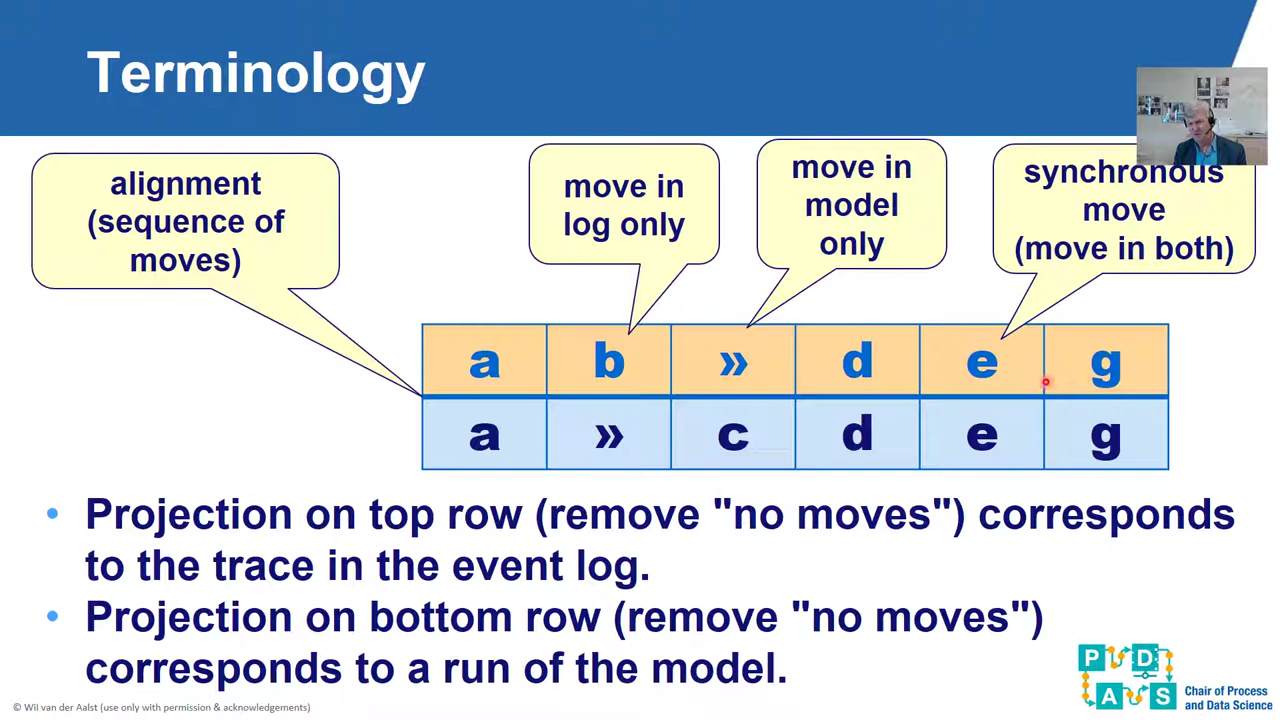 Terminology
alignment
(sequence of
moves)
move in
log only
move in
model
only
synchronous
move
(move in both)
a b » d e g
a » c d e g
• Projection on top row (remove "no moves") corresponds
to the trace in the event log.
• Projection on bottom row (remove "no moves")
corresponds to a run of the model.
P D
A S
Chair of Process
and Data Science
© Wil van der Aalst (use only with permission & acknowledgements)